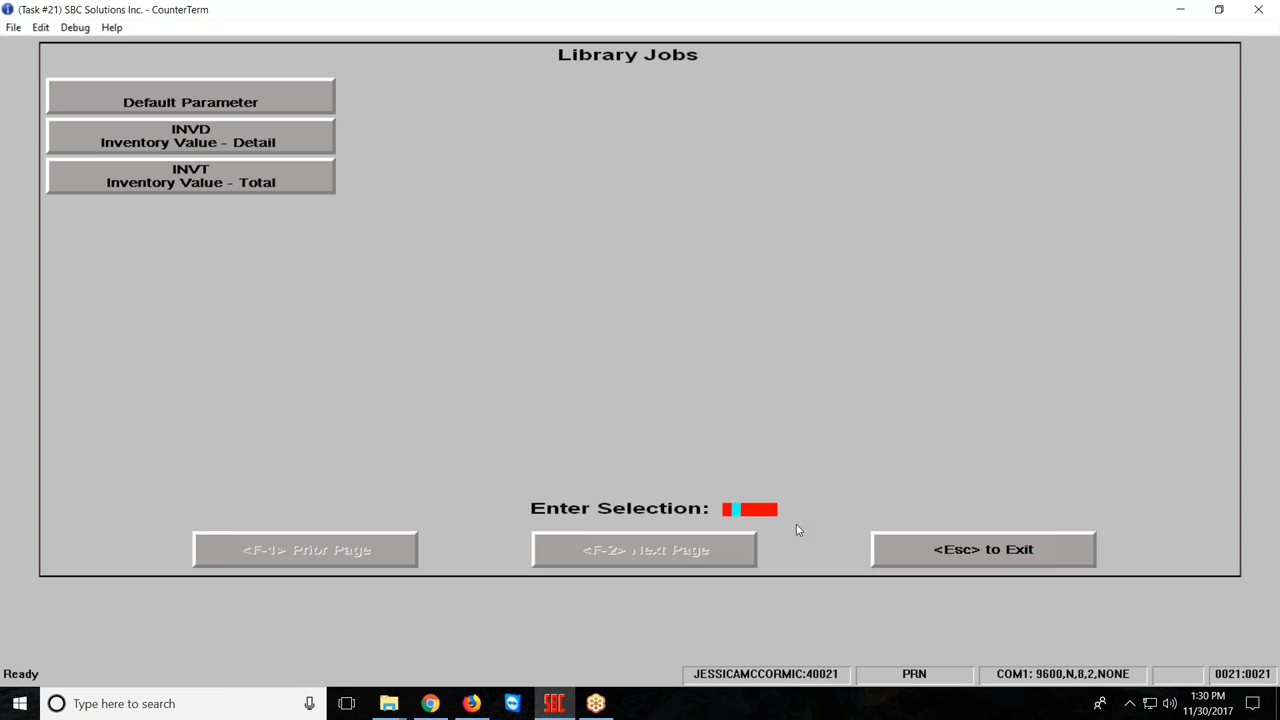 (Task #21) SBC Solutions Inc. - CounterTerm
File Edit Debug Help
Library Jobs
Default Parameter
INVD
Inventory Value - Detail
INVT
Inventory Value - Total
Enter Selection:
<F-1> Prior Page
<F-2> Next Page
<Esc> to Exit
Ready
JESSICAMCCORMIC:40021
PRN
COM1: 9600,N,8,2,NONE
0021:0021
Type here to search
SBC
1:30 PM
11/30/2017